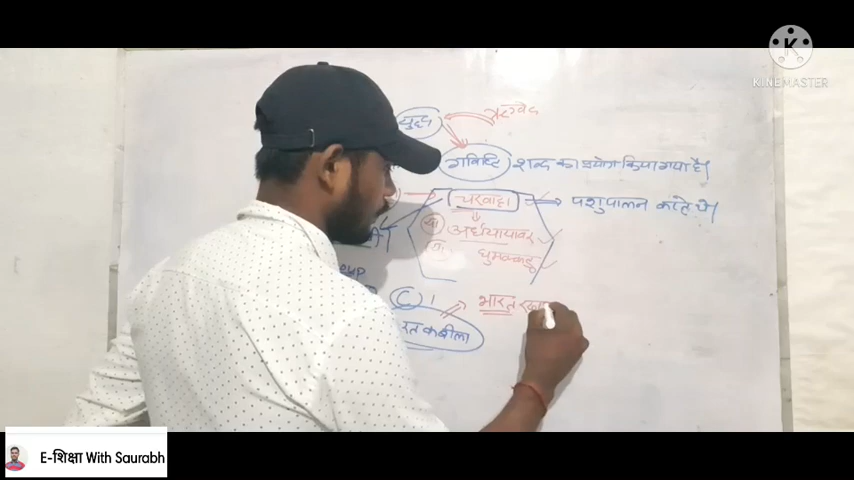 KINEMASTER
युद्ध ऋग्वेद
गविष्टि शब्द का प्रयोग किया गया है।
चरवाहा पशुपालन करते थे।
या अर्धयायावर
घुमक्कड़
C
भारत
रत कबीला
E-शिक्षा With Saurabh